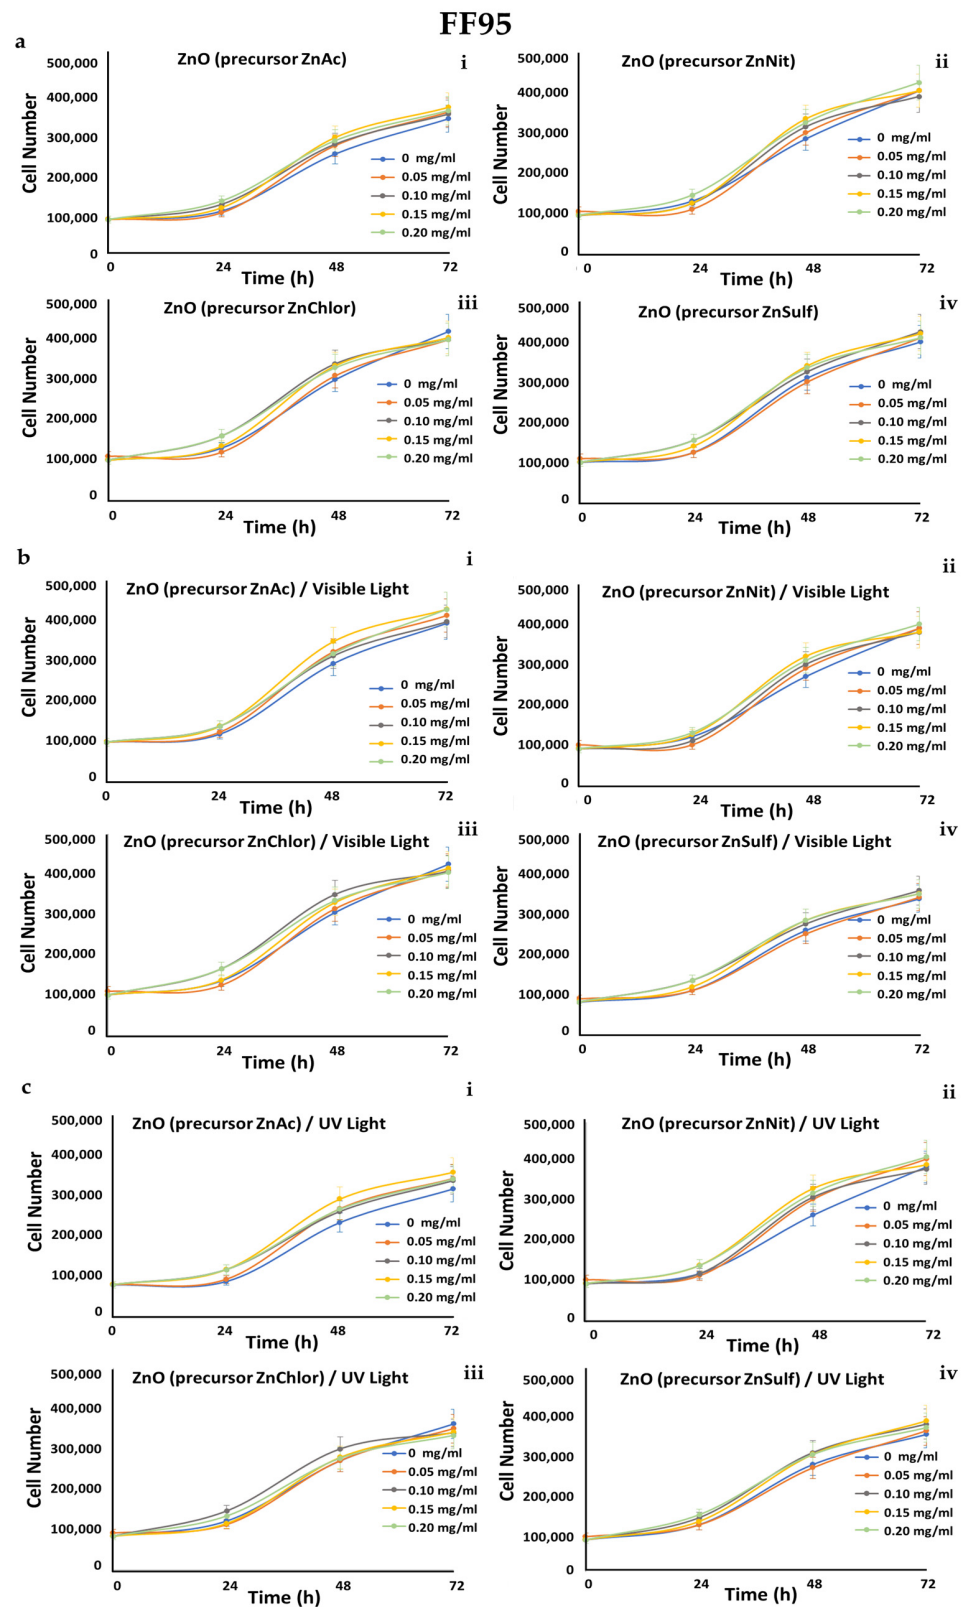 FF95
a
ZnO (precursor ZnAc)
i
500,000
400,000
300,000
200,000
100,000
0
Cell Number
0 mg/ml
0.05 mg/ml
0.10 mg/ml
0.15 mg/ml
0.20 mg/ml
0 24 48 72
Time (h)
ZnO (precursor ZnNit)
ii
500,000
400,000
300,000
200,000
100,000
0
Cell Number
0 mg/ml
0.05 mg/ml
0.10 mg/ml
0.15 mg/ml
0.20 mg/ml
0 24 48 72
Time (h)
ZnO (precursor ZnChlor)
iii
500,000
400,000
300,000
200,000
100,000
0
Cell Number
0 mg/ml
0.05 mg/ml
0.10 mg/ml
0.15 mg/ml
0.20 mg/ml
0 24 48 72
Time (h)
ZnO (precursor ZnSulf)
iv
500,000
400,000
300,000
200,000
100,000
0
Cell Number
0 mg/ml
0.05 mg/ml
0.10 mg/ml
0.15 mg/ml
0.20 mg/ml
0 24 48 72
Time (h)
b
ZnO (precursor ZnAc) / Visible Light
i
500,000
400,000
300,000
200,000
100,000
0
Cell Number
0 mg/ml
0.05 mg/ml
0.10 mg/ml
0.15 mg/ml
0.20 mg/ml
0 24 48 72
Time (h)
ZnO (precursor ZnNit) / Visible Light
ii
500,000
400,000
300,000
200,000
100,000
0
Cell Number
0 mg/ml
0.05 mg/ml
0.10 mg/ml
0.15 mg/ml
0.20 mg/ml
0 24 48 72
Time (h)
ZnO (precursor ZnChlor) / Visible Light
iii
500,000
400,000
300,000
200,000
100,000
0
Cell Number
0 mg/ml
0.05 mg/ml
0.10 mg/ml
0.15 mg/ml
0.20 mg/ml
0 24 48 72
Time (h)
ZnO (precursor ZnSulf) / Visible Light
iv
500,000
400,000
300,000
200,000
100,000
0
Cell Number
0 mg/ml
0.05 mg/ml
0.10 mg/ml
0.15 mg/ml
0.20 mg/ml
0 24 48 72
Time (h)
c
ZnO (precursor ZnAc) / UV Light
i
500,000
400,000
300,000
200,000
100,000
0
Cell Number
0 mg/ml
0.05 mg/ml
0.10 mg/ml
0.15 mg/ml
0.20 mg/ml
0 24 48 72
Time (h)
ZnO (precursor ZnNit) / UV Light
ii
500,000
400,000
300,000
200,000
100,000
0
Cell Number
0 mg/ml
0.05 mg/ml
0.10 mg/ml
0.15 mg/ml
0.20 mg/ml
0 24 48 72
Time (h)
ZnO (precursor ZnChlor) / UV Light
iii
500,000
400,000
300,000
200,000
100,000
0
Cell Number
0 mg/ml
0.05 mg/ml
0.10 mg/ml
0.15 mg/ml
0.20 mg/ml
0 24 48 72
Time (h)
ZnO (precursor ZnSulf) / UV Light
iv
500,000
400,000
300,000
200,000
100,000
0
Cell Number
0 mg/ml
0.05 mg/ml
0.10 mg/ml
0.15 mg/ml
0.20 mg/ml
0 24 48 72
Time (h)